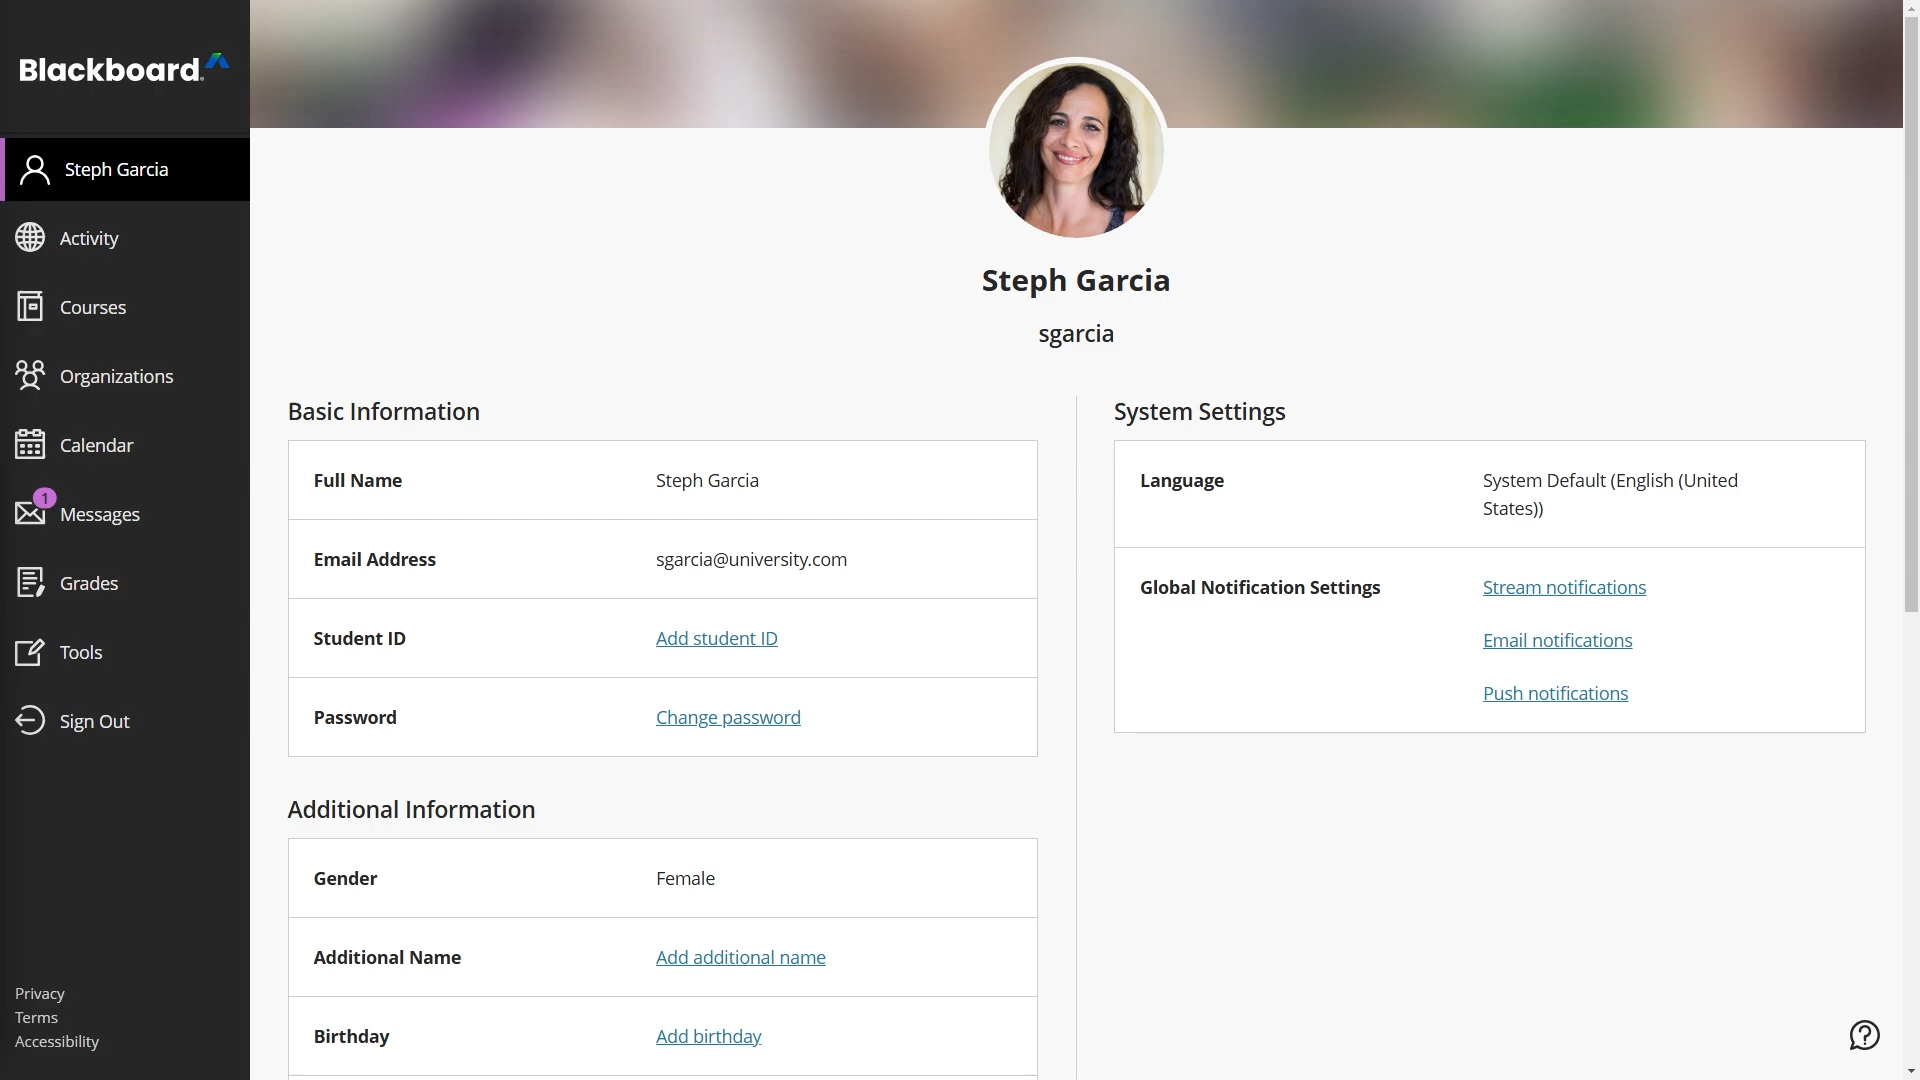 Blackboard
Steph Garcia
Activity
Courses
Organizations
Calendar
1
Messages
Grades
Tools
Sign Out
Privacy
Terms
Accessibility
Steph Garcia
sgarcia
Basic Information
Full Name Steph Garcia
Email Address sgarcia@university.com
Student ID Add student ID
Password Change password
Additional Information
Gender Female
Additional Name Add additional name
Birthday Add birthday
System Settings
Language System Default (English (United
States))
Global Notification Settings Stream notifications
Email notifications
Push notifications